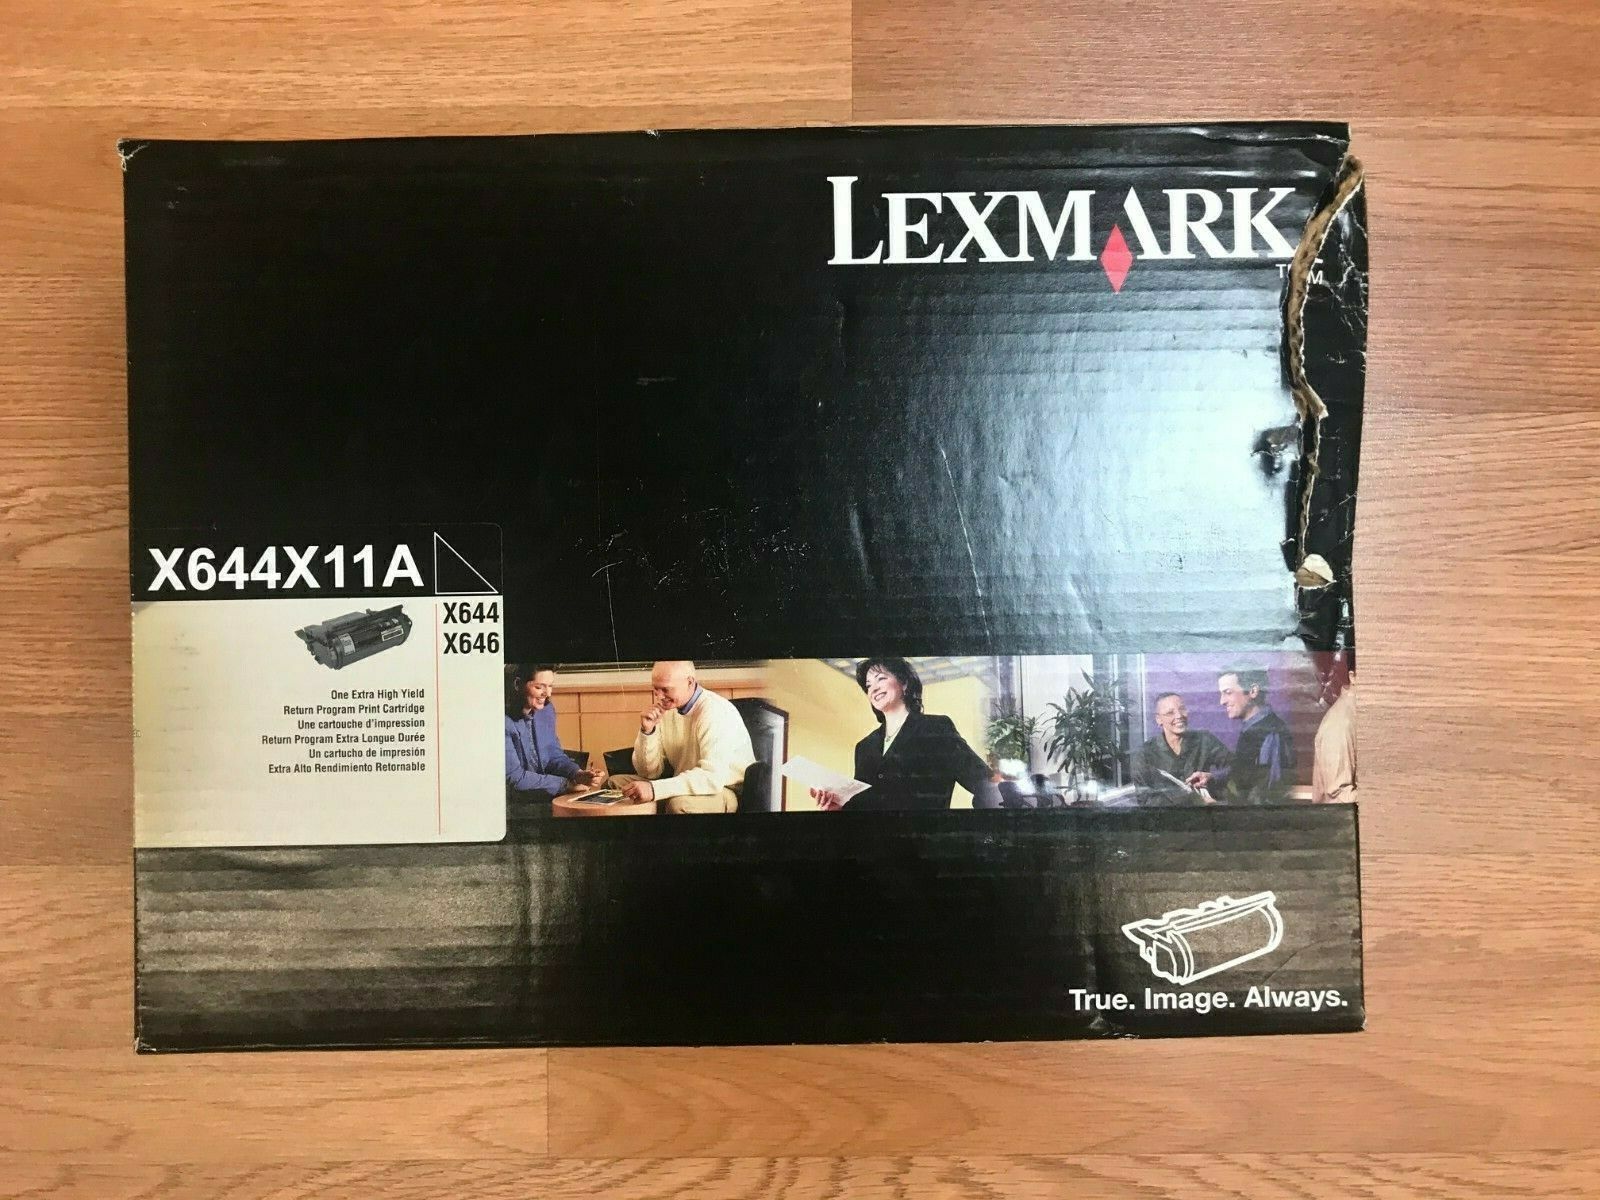 LEXMARK
X644X11A
X644
X646
One Extra High Yield
Return Program Print Cartridge
Une cartouche d'impression
Return Program Extra Longue Durée
Un cartucho de impresión
Extra Alto Rendimiento Retornable
True. Image. Always.